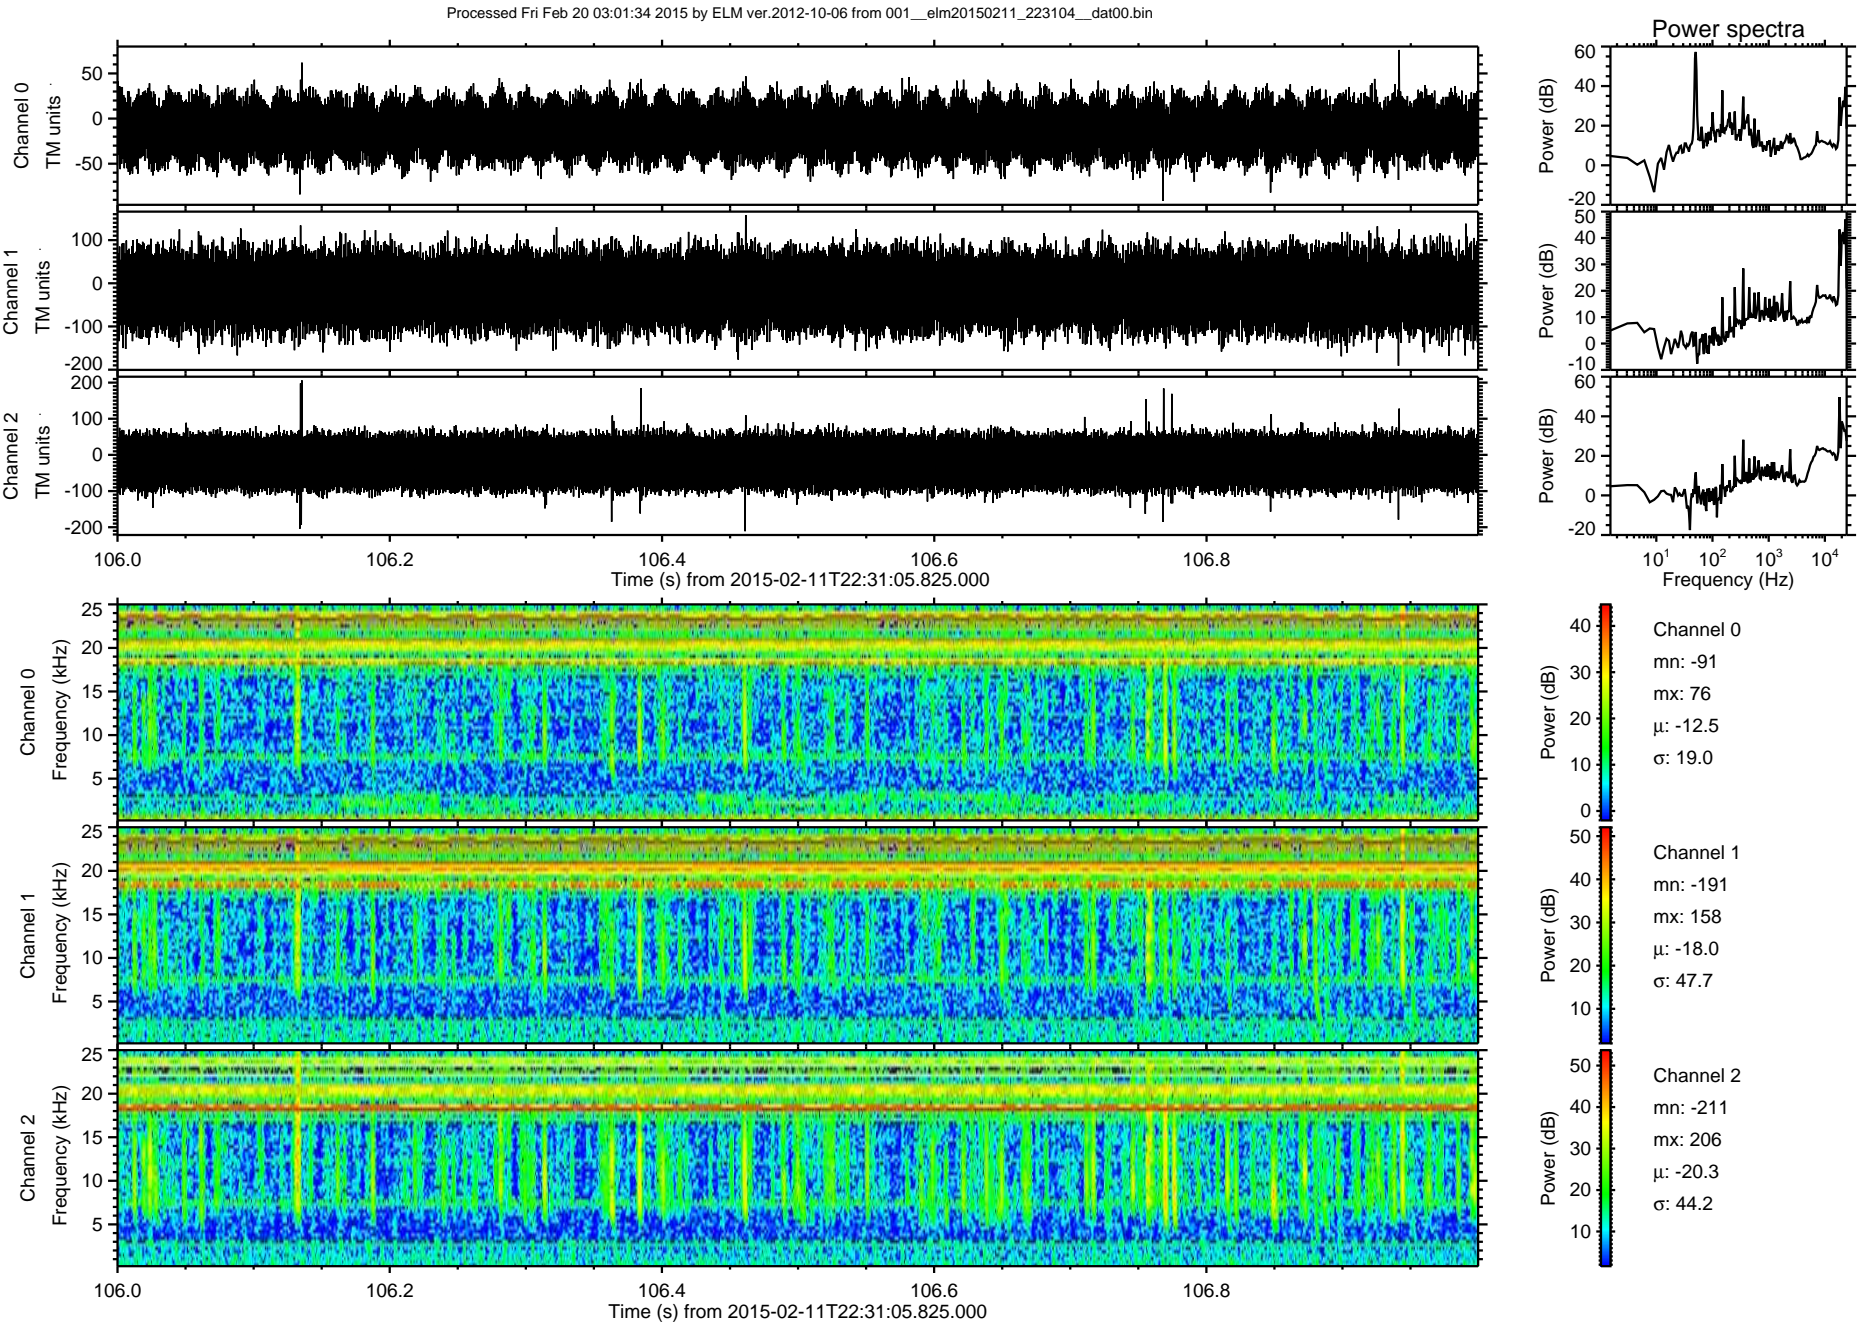 Processed Fri Feb 20 03:01:34 2015 by ELM ver.2012-10-06 from 001__elm20150211_223104__dat00.bin
Power spectra
Channel 0
TM units
50
0
-50
Power (dB)
60
40
20
0
-20
Channel 1
TM units
100
0
-100
-200
Power (dB)
50
40
30
20
10
0
-10
Channel 2
TM units
200
100
0
-100
-200
Power (dB)
60
40
20
0
-20
106.0 106.2 106.4 106.6 106.8
Time (s) from 2015-02-11T22:31:05.825.000
10^1 10^2 10^3 10^4
Frequency (Hz)
Channel 0
Frequency (kHz)
25
20
15
10
5
Power (dB)
40
30
20
10
0
Channel 0
mn: -91
mx: 76
μ: -12.5
σ: 19.0
Channel 1
Frequency (kHz)
25
20
15
10
5
Power (dB)
50
40
30
20
10
Channel 1
mn: -191
mx: 158
μ: -18.0
σ: 47.7
Channel 2
Frequency (kHz)
25
20
15
10
5
Power (dB)
50
40
30
20
10
Channel 2
mn: -211
mx: 206
μ: -20.3
σ: 44.2
106.0 106.2 106.4 106.6 106.8
Time (s) from 2015-02-11T22:31:05.825.000